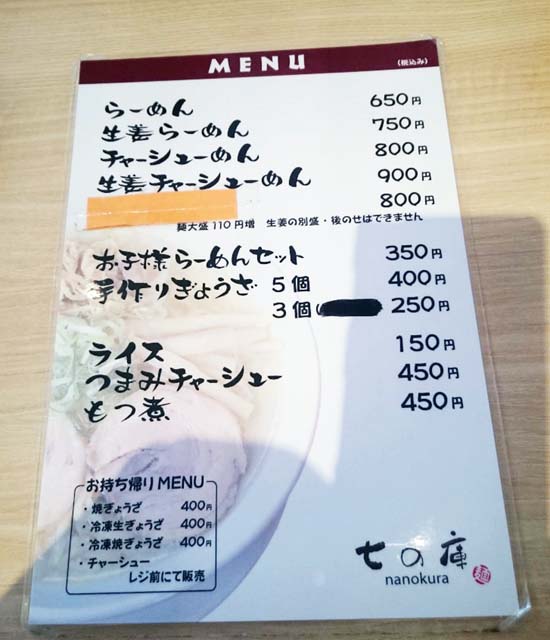 MENU (税込み)
らーめん 650円
生姜らーめん 750円
チャーシューめん 800円
生姜チャーシューめん 900円
800円
麺大盛110円増 生姜の別盛・後のせはできません
お子様らーめんセット 350円
手作りぎょうざ 5個 400円
3個( 250円
ライス 150円
つまみチャーシュー 450円
もつ煮 450円
お持ち帰りMENU
・焼ぎょうざ 400円
・冷凍生ぎょうざ 400円
・冷凍焼ぎょうざ 400円
・チャーシュー
レジ前にて販売
七の庫
nanokura
麺